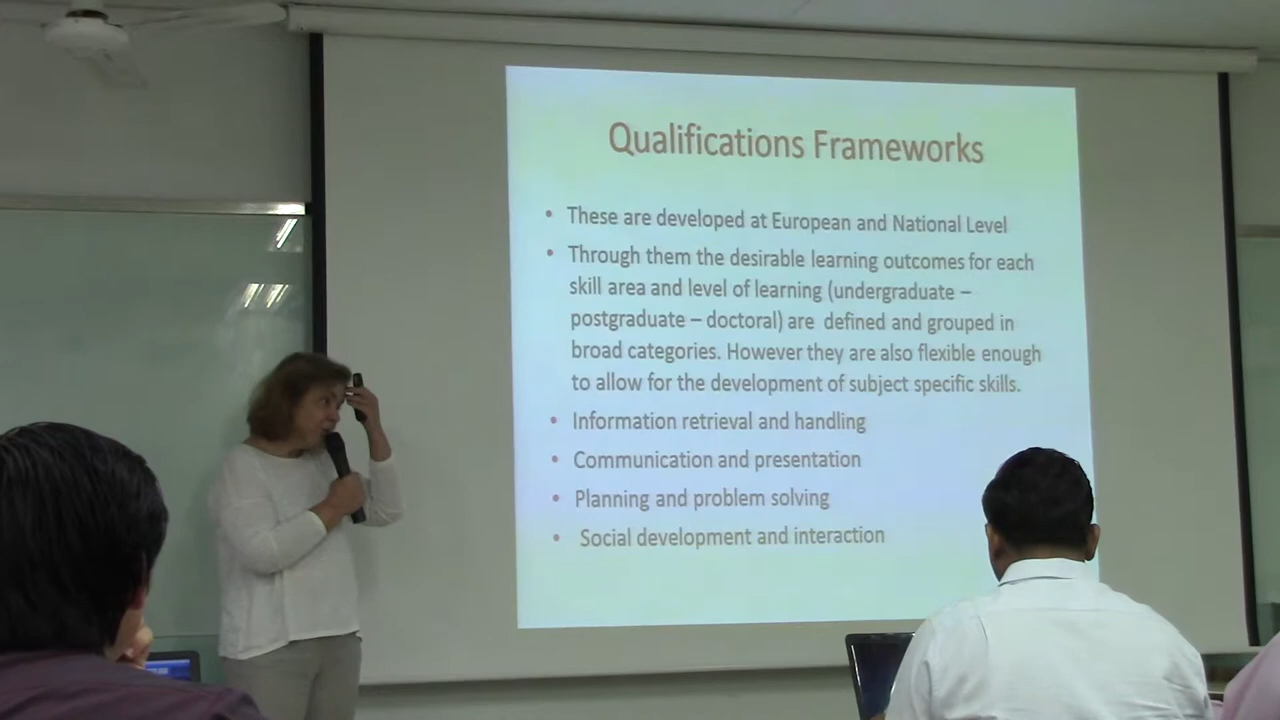 Qualifications Frameworks
• These are developed at European and National Level
• Through them the desirable learning outcomes for each
skill area and level of learning (undergraduate –
postgraduate – doctoral) are defined and grouped in
broad categories. However they are also flexible enough
to allow for the development of subject specific skills.
• Information retrieval and handling
• Communication and presentation
• Planning and problem solving
• Social development and interaction